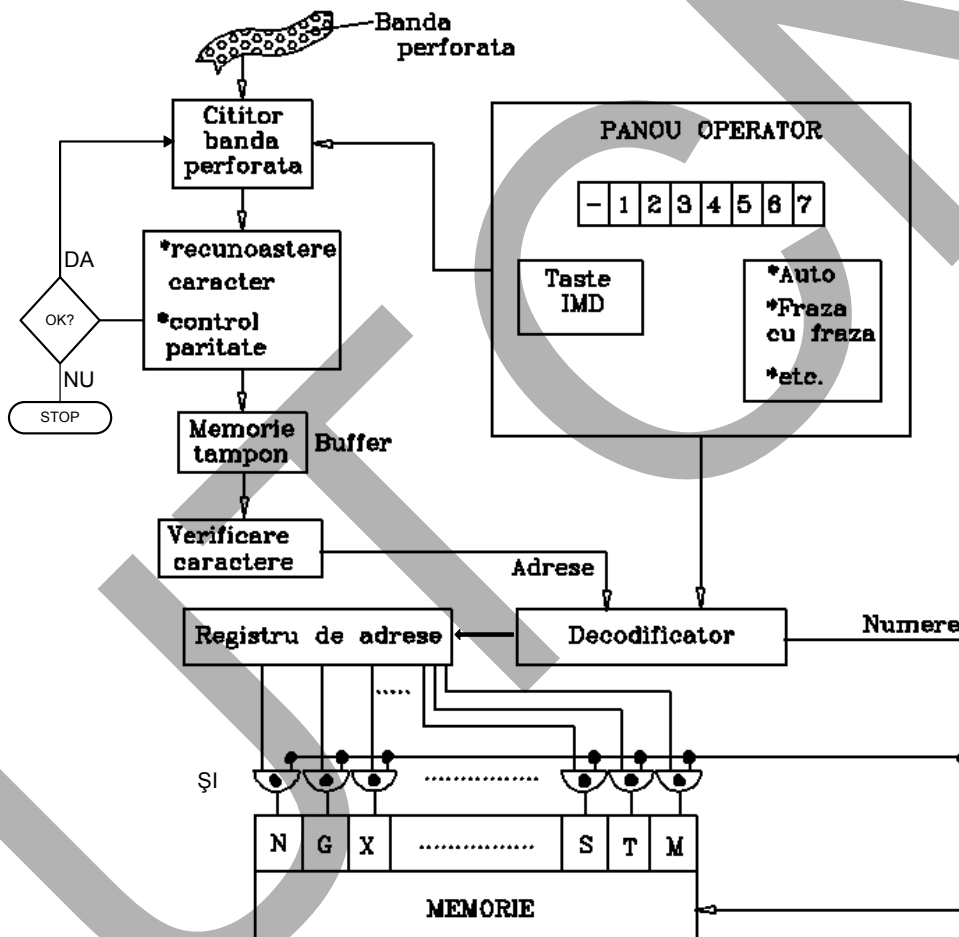 Banda
perforata
Cititor
banda
perforata
PANOU OPERATOR
- 1 2 3 4 5 6 7
*recunoastere
caracter
*control
paritate
DA
OK?
NU
STOP
Taste
IMD
*Auto
*Fraza
cu fraza
*etc.
Memorie
tampon
Buffer
Verificare
caractere
Adrese
Registru de adrese
Decodificator
Numere
.....
ŞI
................
N G X ................ S T M
MEMORIE
UTCN